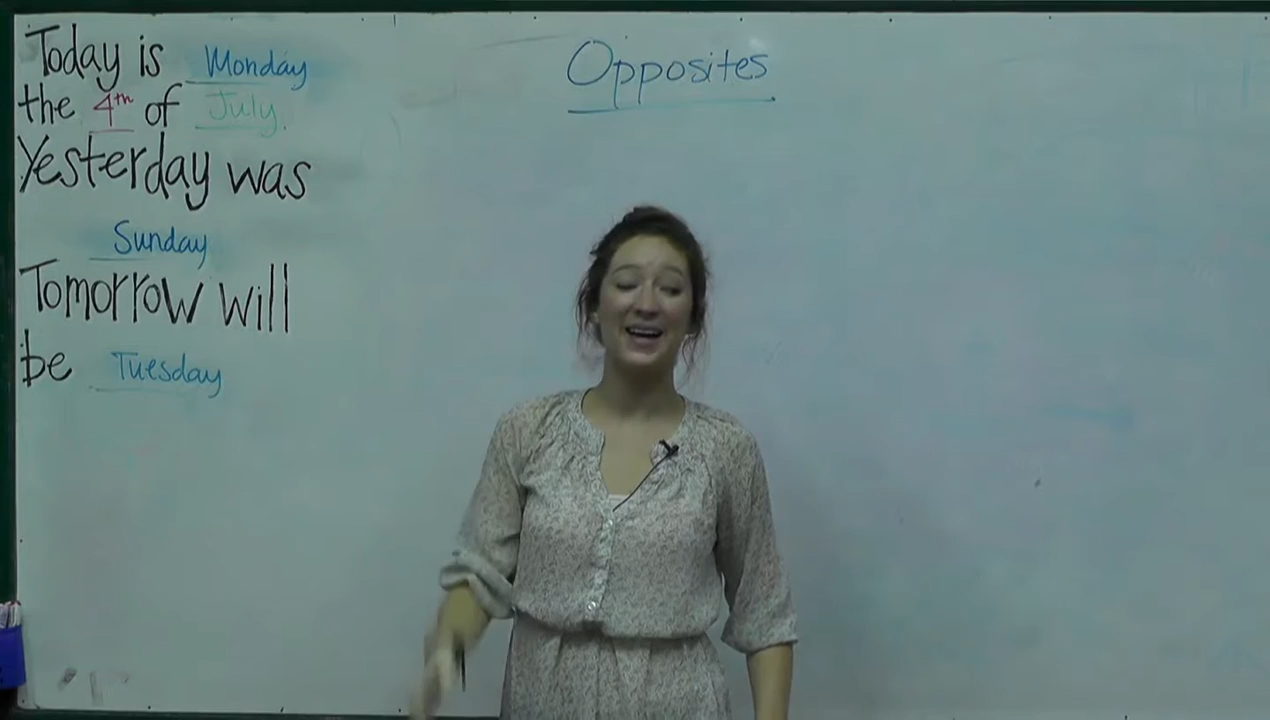 Today is Monday
the 4th of July.
Yesterday was
Sunday
Tomorrow will
be Tuesday
Opposites